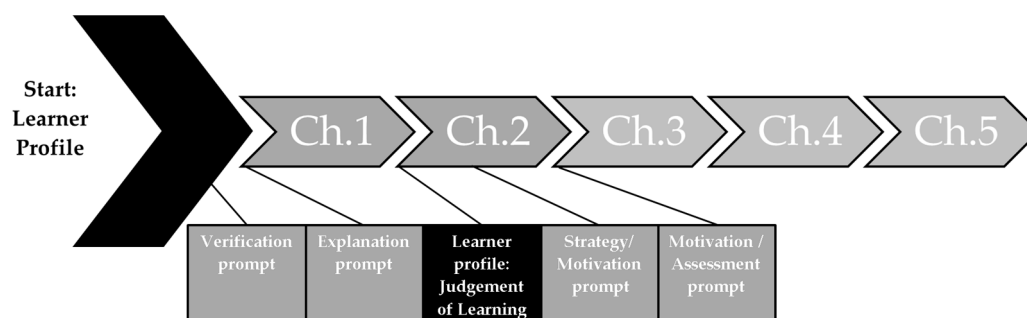 Start:
Learner
Profile
Ch.1
Ch.2
Ch.3
Ch.4
Ch.5
Verification
prompt
Explanation
prompt
Learner
profile:
Judgement
of Learning
Strategy/
Motivation
prompt
Motivation /
Assessment
prompt